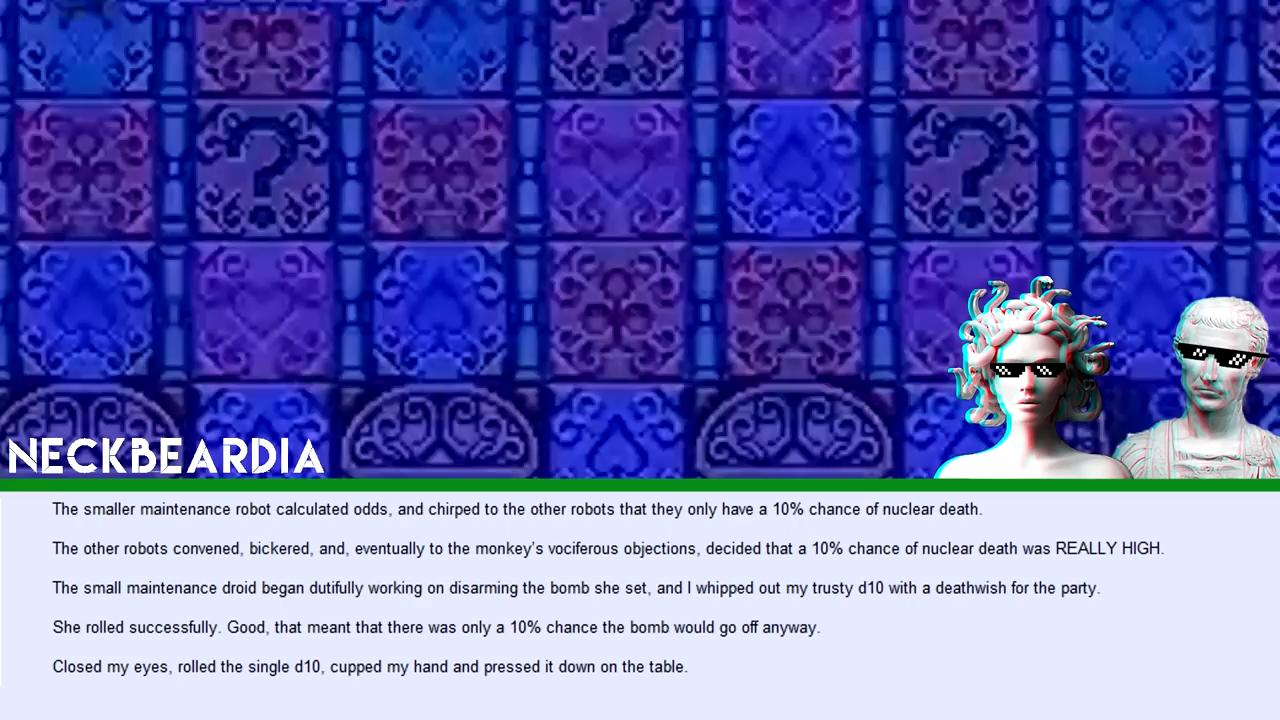 NECKBEARDIA
The smaller maintenance robot calculated odds, and chirped to the other robots that they only have a 10% chance of nuclear death.
The other robots convened, bickered, and, eventually to the monkey's vociferous objections, decided that a 10% chance of nuclear death was REALLY HIGH.
The small maintenance droid began dutifully working on disarming the bomb she set, and I whipped out my trusty d10 with a deathwish for the party.
She rolled successfully. Good, that meant that there was only a 10% chance the bomb would go off anyway.
Closed my eyes, rolled the single d10, cupped my hand and pressed it down on the table.